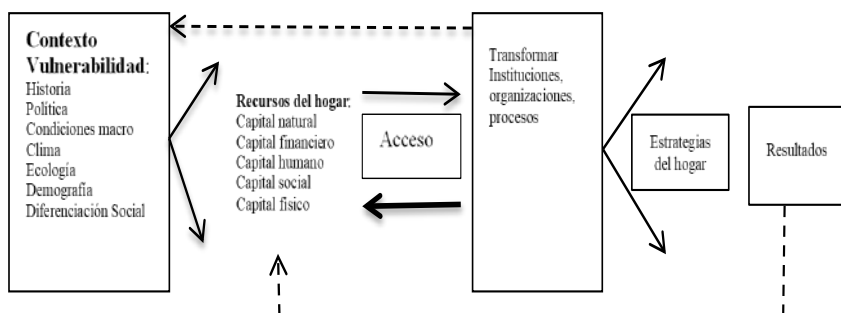 Contexto
Vulnerabilidad:
Historia
Política
Condiciones macro
Clima
Ecología
Demografía
Diferenciación Social
Recursos del hogar:
Capital natural
Capital financiero
Capital humano
Capital social
Capital físico
Acceso
Transformar
Instituciones,
organizaciones,
procesos
Estrategias
del hogar
Resultados